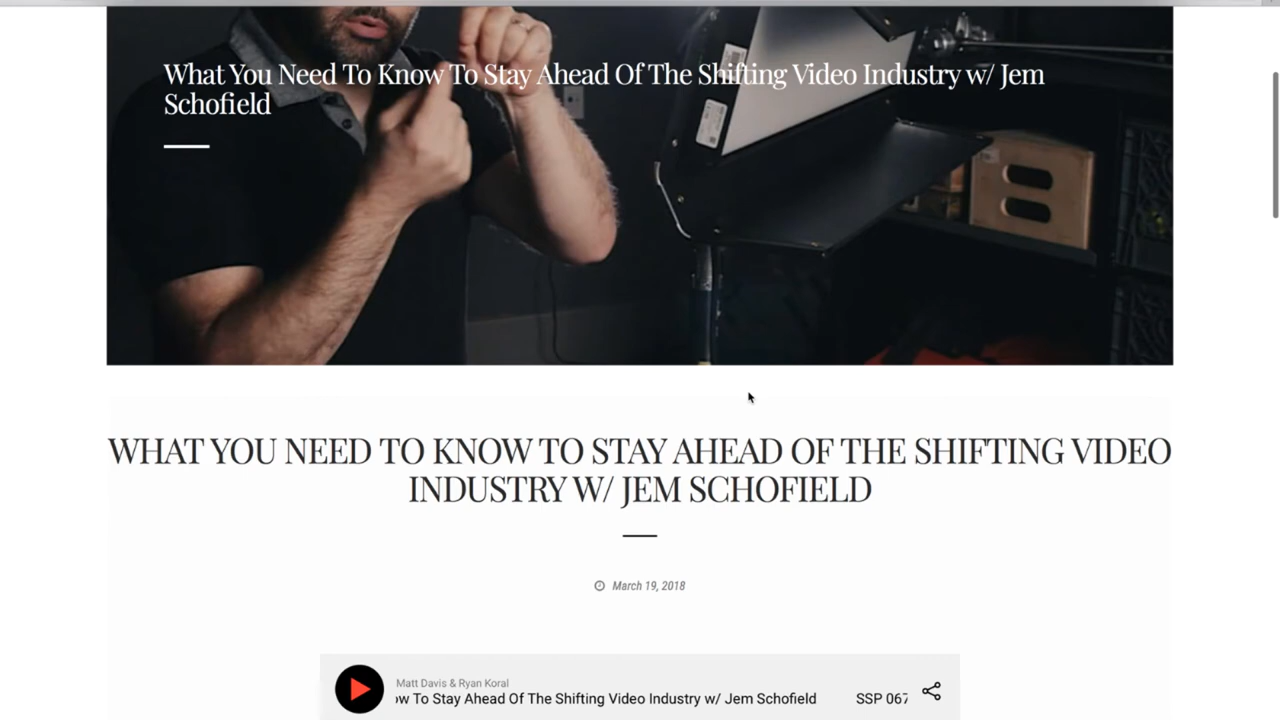 What You Need To Know To Stay Ahead Of The Shifting Video Industry w/ Jem
Schofield
WHAT YOU NEED TO KNOW TO STAY AHEAD OF THE SHIFTING VIDEO
INDUSTRY W/ JEM SCHOFIELD
March 19, 2018
Matt Davis & Ryan Koral
ow To Stay Ahead Of The Shifting Video Industry w/ Jem Schofield SSP 067